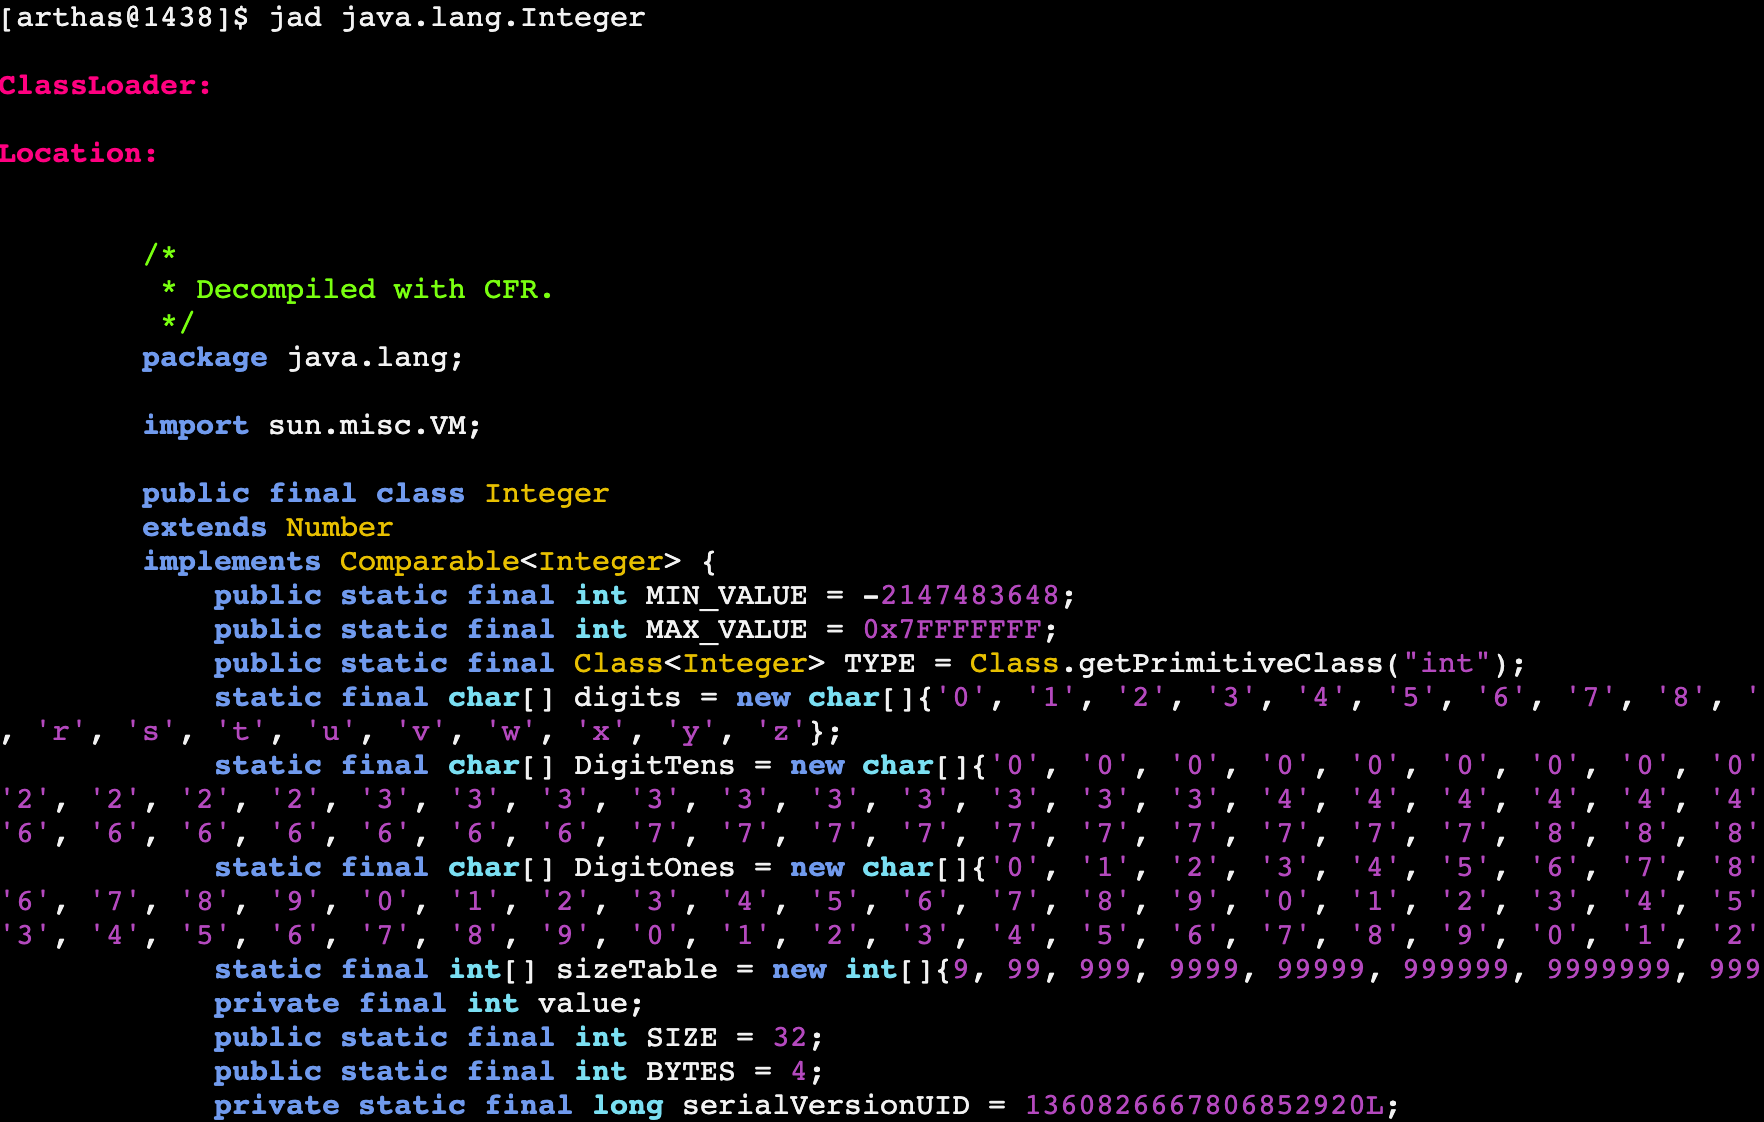 [arthas@1438]$ jad java.lang.Integer
ClassLoader:
Location:
/*
 * Decompiled with CFR.
 */
package java.lang;
import sun.misc.VM;
public final class Integer
extends Number
implements Comparable<Integer> {
public static final int MIN_VALUE = -2147483648;
public static final int MAX_VALUE = 0x7FFFFFFF;
public static final Class<Integer> TYPE = Class.getPrimitiveClass("int");
static final char[] digits = new char[]{'0', '1', '2', '3', '4', '5', '6', '7', '8', '
, 'r', 's', 't', 'u', 'v', 'w', 'x', 'y', 'z'};
static final char[] DigitTens = new char[]{'0', '0', '0', '0', '0', '0', '0', '0', '0'
'2', '2', '2', '2', '3', '3', '3', '3', '3', '3', '3', '3', '3', '3', '4', '4', '4', '4', '4', '4'
'6', '6', '6', '6', '6', '6', '6', '7', '7', '7', '7', '7', '7', '7', '7', '7', '7', '8', '8', '8'
static final char[] DigitOnes = new char[]{'0', '1', '2', '3', '4', '5', '6', '7', '8'
'6', '7', '8', '9', '0', '1', '2', '3', '4', '5', '6', '7', '8', '9', '0', '1', '2', '3', '4', '5'
'3', '4', '5', '6', '7', '8', '9', '0', '1', '2', '3', '4', '5', '6', '7', '8', '9', '0', '1', '2'
static final int[] sizeTable = new int[]{9, 99, 999, 9999, 99999, 999999, 9999999, 999
private final int value;
public static final int SIZE = 32;
public static final int BYTES = 4;
private static final long serialVersionUID = 1360826667806852920L;